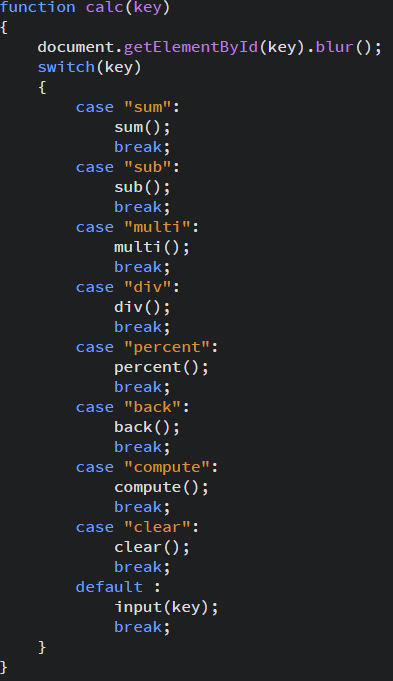 function calc(key)
{
    document.getElementById(key).blur();
    switch(key)
    {
        case "sum":
            sum();
            break;
        case "sub":
            sub();
            break;
        case "multi":
            multi();
            break;
        case "div":
            div();
            break;
        case "percent":
            percent();
            break;
        case "back":
            back();
            break;
        case "compute":
            compute();
            break;
        case "clear":
            clear();
            break;
        default :
            input(key);
            break;
    }
}